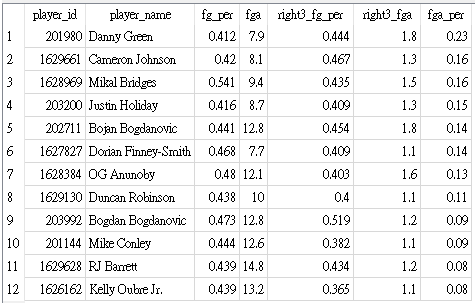 player_id player_name fg_per fga right3_fg_per right3_fga fga_per
1 201980 Danny Green 0.412 7.9 0.444 1.8 0.23
2 1629661 Cameron Johnson 0.42 8.1 0.467 1.3 0.16
3 1628969 Mikal Bridges 0.541 9.4 0.435 1.5 0.16
4 203200 Justin Holiday 0.416 8.7 0.409 1.3 0.15
5 202711 Bojan Bogdanovic 0.441 12.8 0.454 1.8 0.14
6 1627827 Dorian Finney-Smith 0.468 7.7 0.409 1.1 0.14
7 1628384 OG Anunoby 0.48 12.1 0.403 1.6 0.13
8 1629130 Duncan Robinson 0.438 10 0.4 1.1 0.11
9 203992 Bogdan Bogdanovic 0.473 12.8 0.519 1.2 0.09
10 201144 Mike Conley 0.444 12.6 0.382 1.1 0.09
11 1629628 RJ Barrett 0.439 14.8 0.434 1.2 0.08
12 1626162 Kelly Oubre Jr. 0.439 13.2 0.365 1.1 0.08